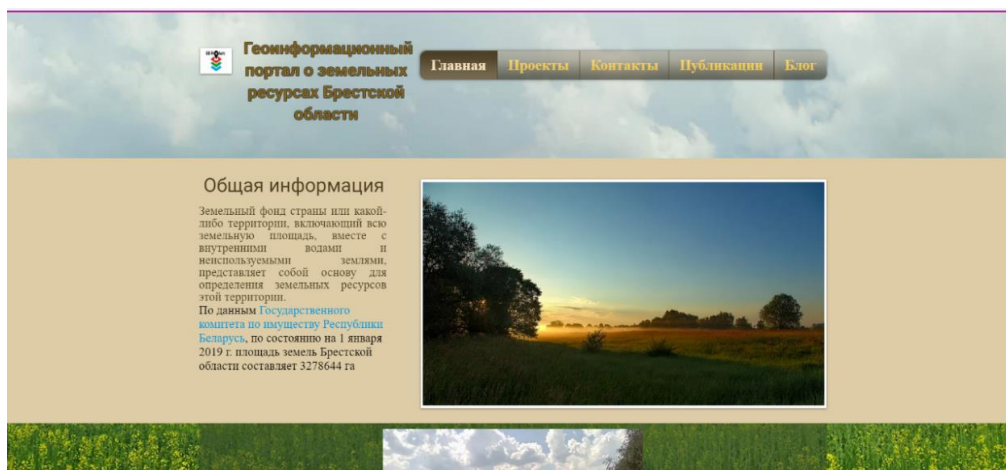 Геоинформационный
портал о земельных
ресурсах Брестской
области
Главная Проекты Контакты Публикации Блог
Общая информация
Земельный фонд страны или какой-
либо территории, включающий всю
земельную площадь, вместе с
внутренними водами и
неиспользуемыми землями,
представляет собой основу для
определения земельных ресурсов
этой территории.
По данным Государственного
комитета по имуществу Республики
Беларусь, по состоянию на 1 января
2019 г. площадь земель Брестской
области составляет 3278644 га